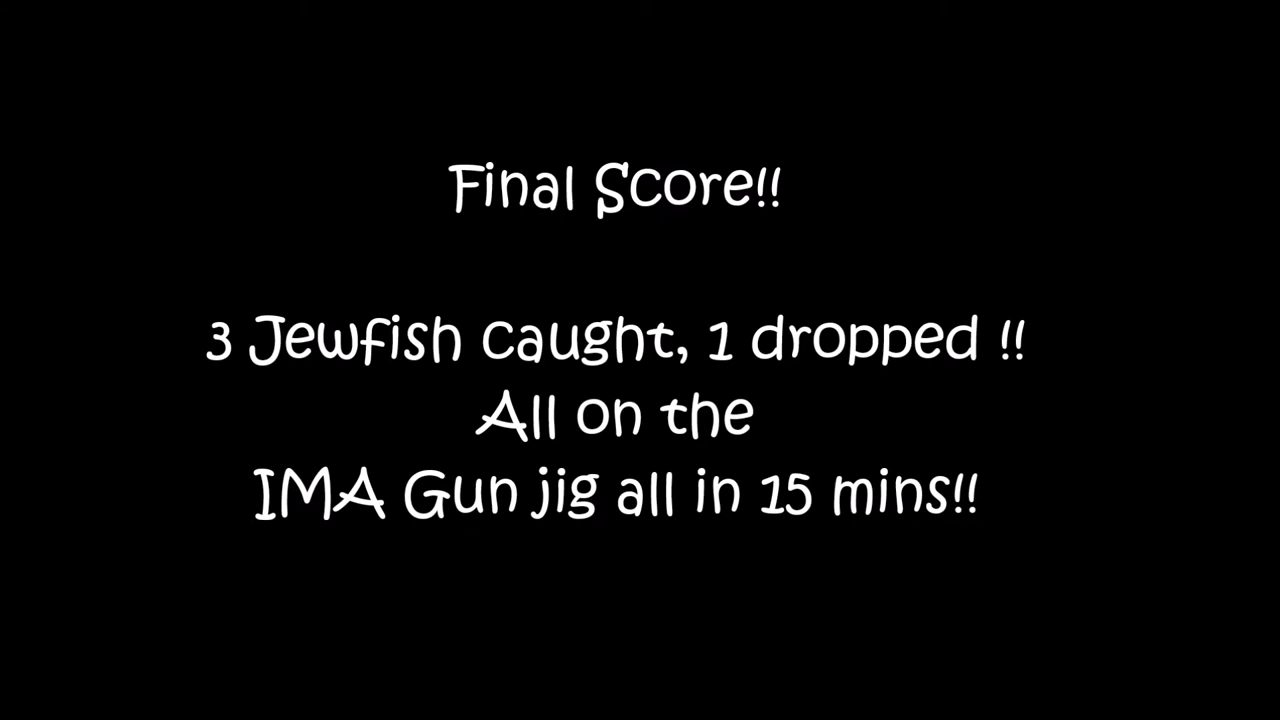 Final Score!!
3 Jewfish caught, 1 dropped !!
All on the
IMA Gun jig all in 15 mins!!